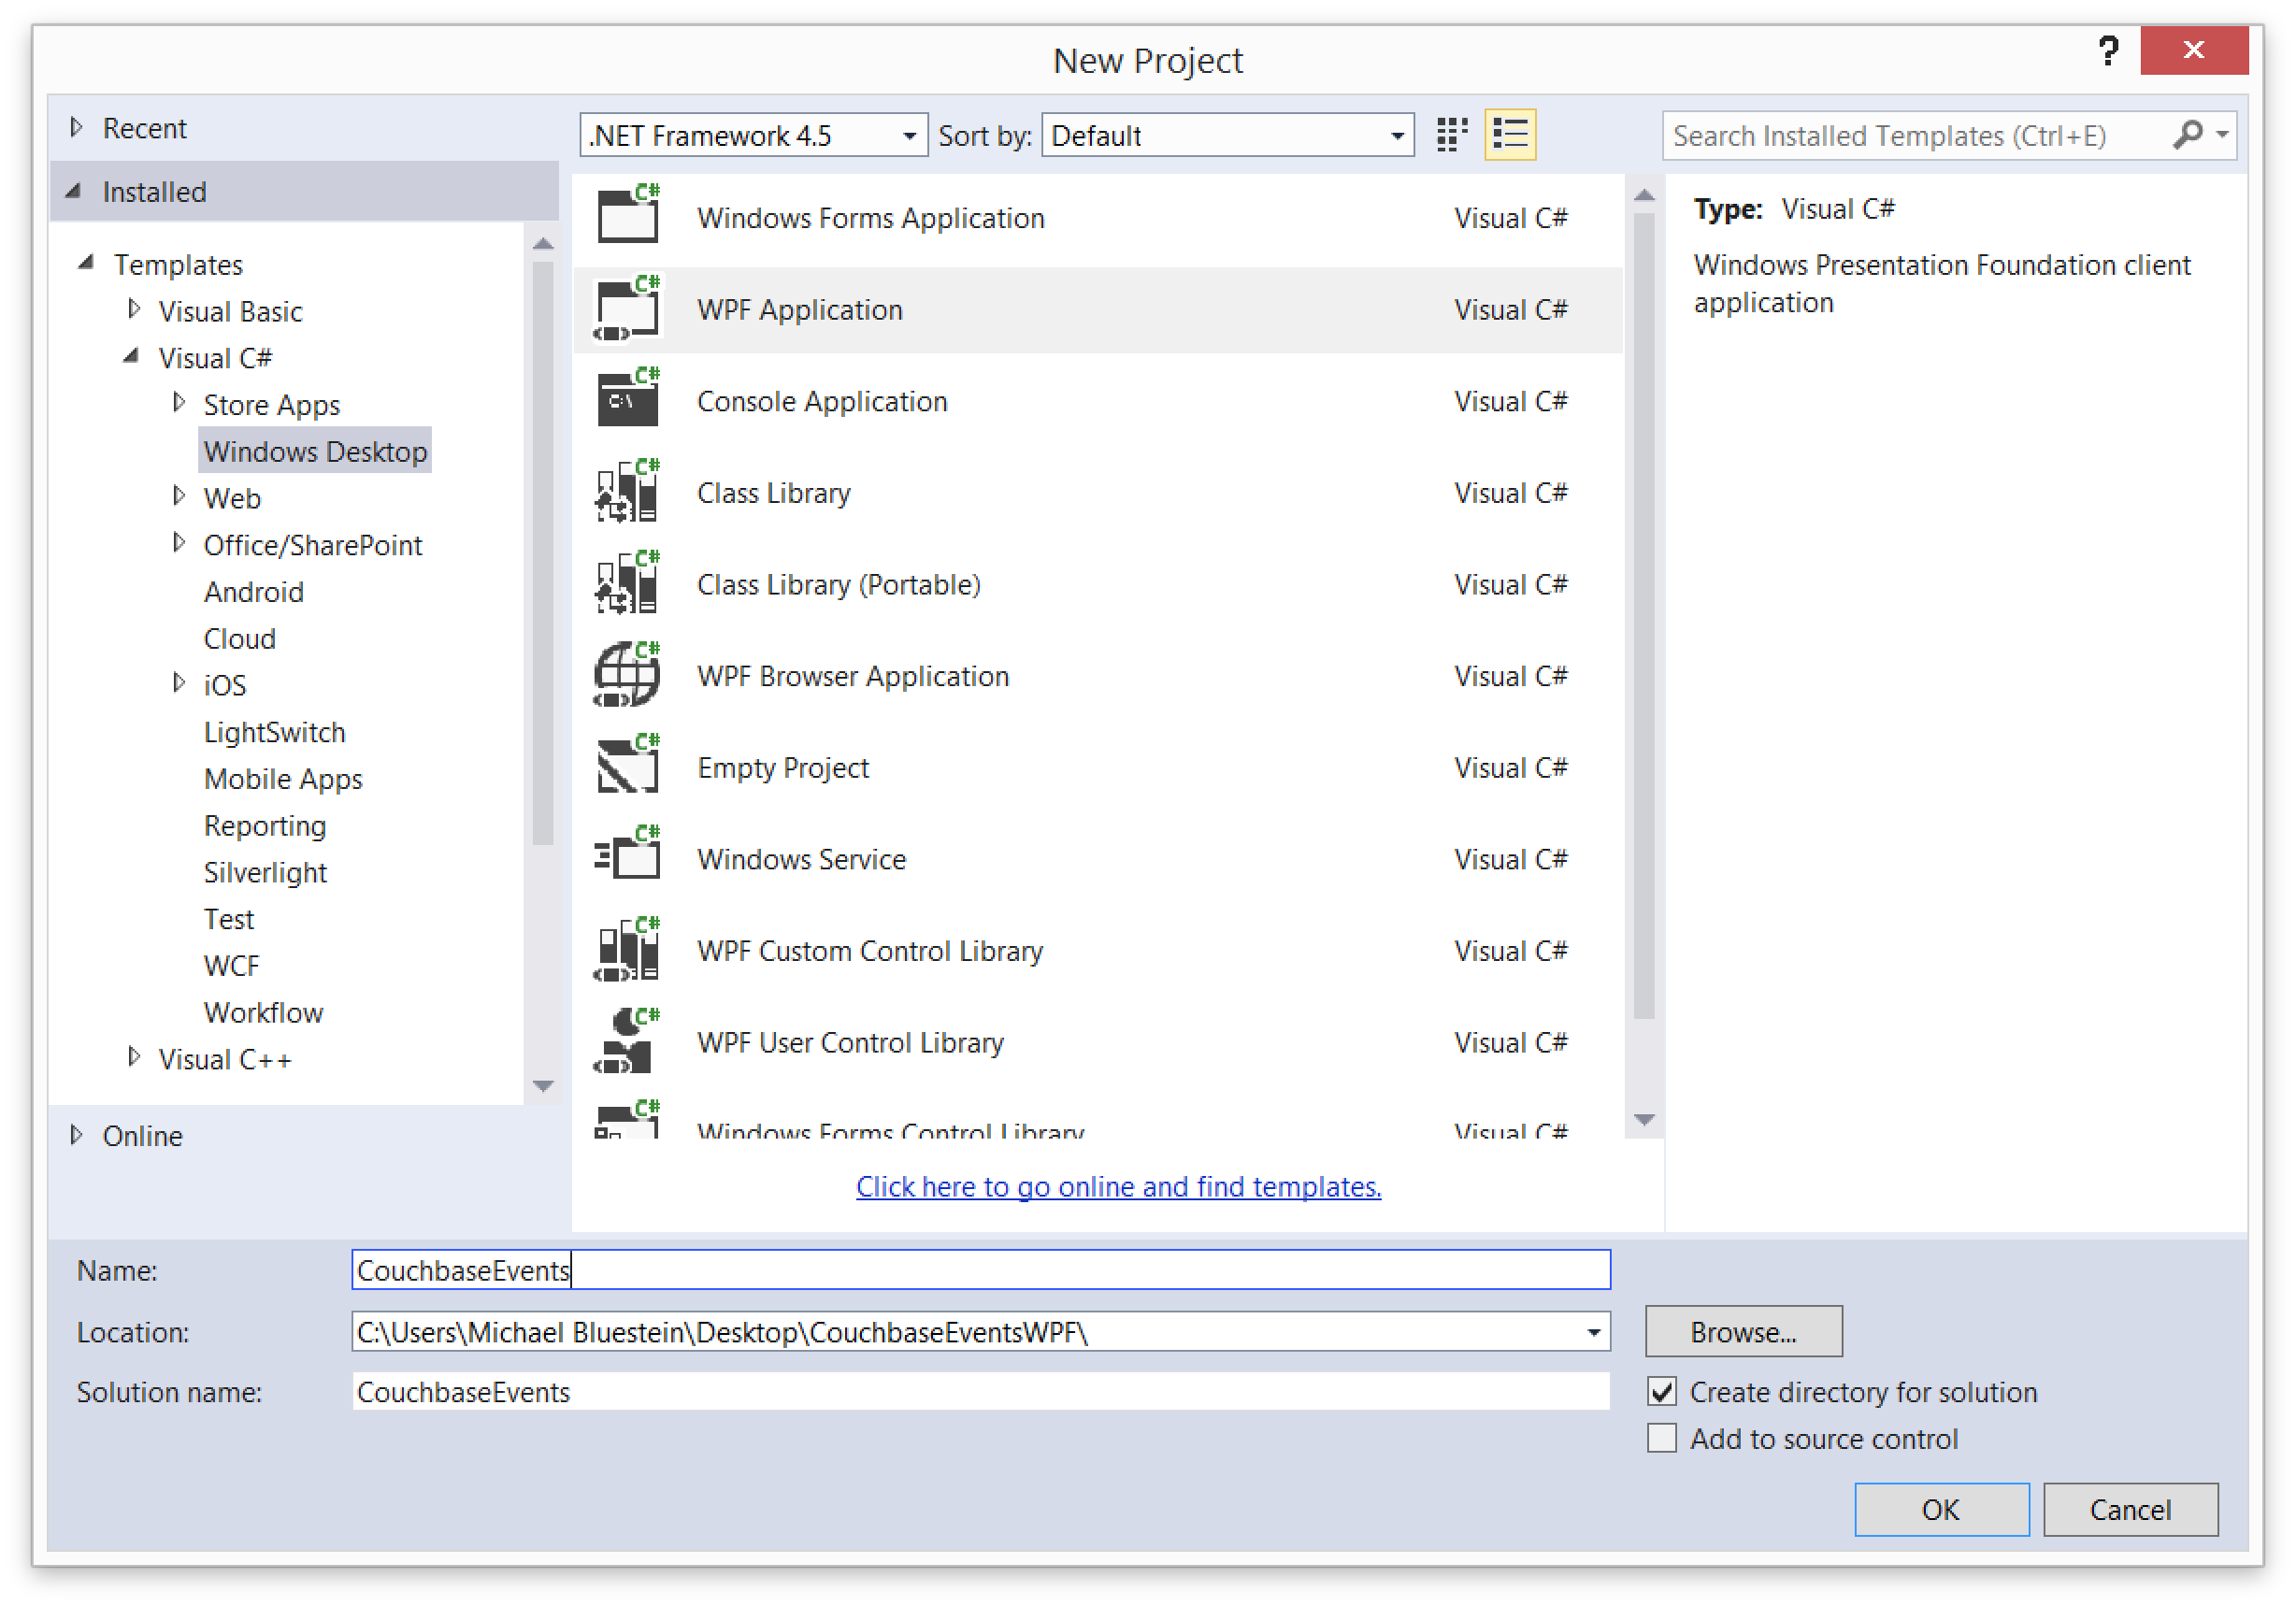 New Project
?
Recent
Installed
Templates
Visual Basic
Visual C#
Store Apps
Windows Desktop
Web
Office/SharePoint
Android
Cloud
iOS
LightSwitch
Mobile Apps
Reporting
Silverlight
Test
WCF
Workflow
Visual C++
Online
.NET Framework 4.5
Sort by: Default
Search Installed Templates (Ctrl+E)
C# Windows Forms Application Visual C#
C# WPF Application Visual C#
C# C:\ Console Application Visual C#
C# Class Library Visual C#
C# Class Library (Portable) Visual C#
C# WPF Browser Application Visual C#
C# Empty Project Visual C#
C# Windows Service Visual C#
C# WPF Custom Control Library Visual C#
C# WPF User Control Library Visual C#
C# Windows Forms Control Library Visual C#
Click here to go online and find templates.
Type: Visual C#
Windows Presentation Foundation client
application
Name: CouchbaseEvents
Location: C:\Users\Michael Bluestein\Desktop\CouchbaseEventsWPF\
Browse...
Solution name: CouchbaseEvents
Create directory for solution
Add to source control
OK
Cancel